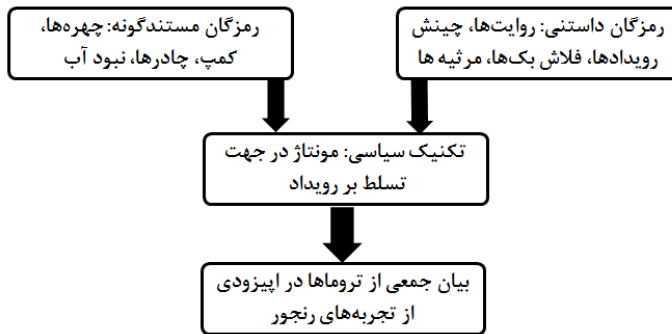 رمزگان داستنی: روایت‌ها، چینش
رویدادها، فلاش بک‌ها، مرثیه ها
رمزگان مستندگونه: چهره‌ها،
کمپ، چادرها، نبود آب
تکنیک سیاسی: مونتاژ در جهت
تسلط بر رویداد
بیان جمعی از تروماها در اپیزودی
از تجربه‌های رنجور